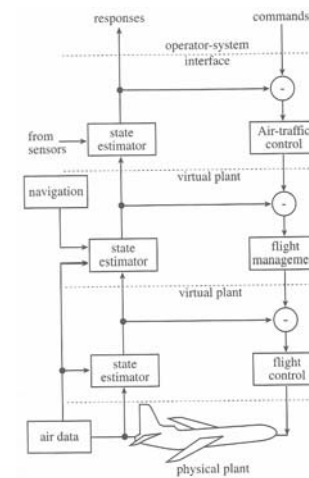 responses
commands
operator-system
interface
-
from
sensors
state
estimator
Air-traffic
control
navigation
virtual plant
-
state
estimator
flight
management
virtual plant
-
state
estimator
flight
control
air data
physical plant